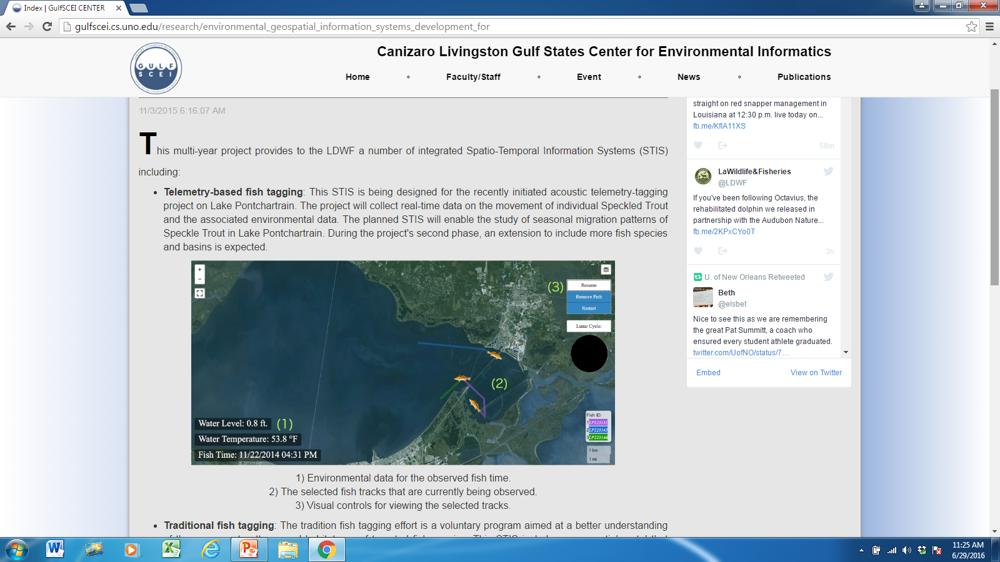 Index | GulfSCEI CENTER
gulfscei.cs.uno.edu/research/environmental_geospatial_information_systems_development_for
GULF
SCEI
Canizaro Livingston Gulf States Center for Environmental Informatics
Home
Faculty/Staff
Event
News
Publications
11/3/2015 6:16:07 AM
This multi-year project provides to the LDWF a number of integrated Spatio-Temporal Information Systems (STIS)
including:
• Telemetry-based fish tagging: This STIS is being designed for the recently initiated acoustic telemetry-tagging
project on Lake Pontchartrain. The project will collect real-time data on the movement of individual Speckled Trout
and the associated environmental data. The planned STIS will enable the study of seasonal migration patterns of
Speckle Trout in Lake Pontchartrain. During the project's second phase, an extension to include more fish species
and basins is expected.
+
−
(3)
Resume
Remove Path
Restart
Lunar Cycle:
(2)
Water Level: 0.8 ft.
(1)
Water Temperature: 53.8 °F
Fish Time: 11/22/2014 04:31 PM
Fish ID:
1 LP223131
2 LP223145
3 LP223146
5 km
3 mi
1) Environmental data for the observed fish time.
2) The selected fish tracks that are currently being observed.
3) Visual controls for viewing the selected tracks.
• Traditional fish tagging: The tradition fish tagging effort is a voluntary program aimed at a better understanding
straight on red snapper management in
Louisiana at 12:30 p.m. live today on...
fb.me/KflA11XS
58m
LaWildlife&Fisheries
@LDWF
If you've been following Octavius, the
rehabilitated dolphin we released in
partnership with the Audubon Nature...
fb.me/2KPxCYo0T
3h
U. of New Orleans Retweeted
Beth
@elsbet
Nice to see this as we are remembering
the great Pat Summitt, a coach who
ensured every student athlete graduated.
twitter.com/UofNO/status/7…
Embed
View on Twitter
11:25 AM
6/29/2016